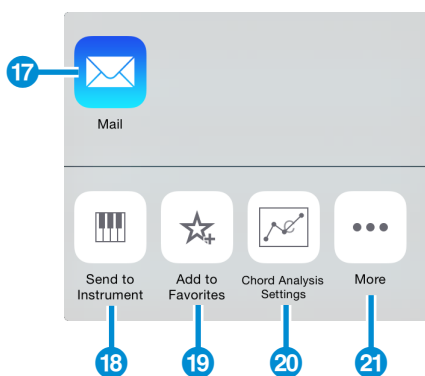 17
Mail
Send to
Instrument
Add to
Favorites
Chord Analysis
Settings
More
18
19
20
21